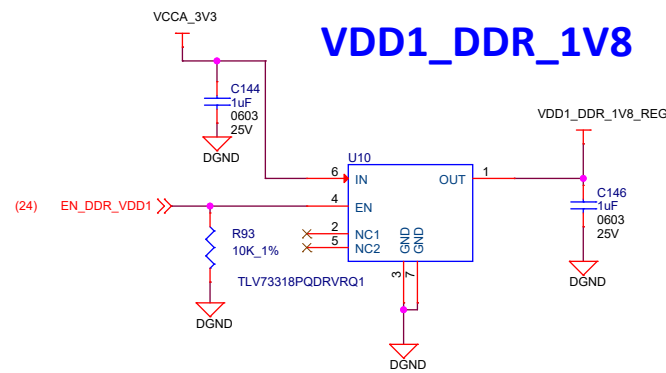 VCCA_3V3
VDD1_DDR_1V8
C144
1uF
0603
25V
DGND
VDD1_DDR_1V8_REG
U10
6 IN
OUT 1
4 EN
2 NC1
5 NC2
GND
GND
3
7
(24) EN_DDR_VDD1
R93
10K_1%
TLV73318PQDRVRQ1
C146
1uF
0603
25V
DGND
DGND
DGND